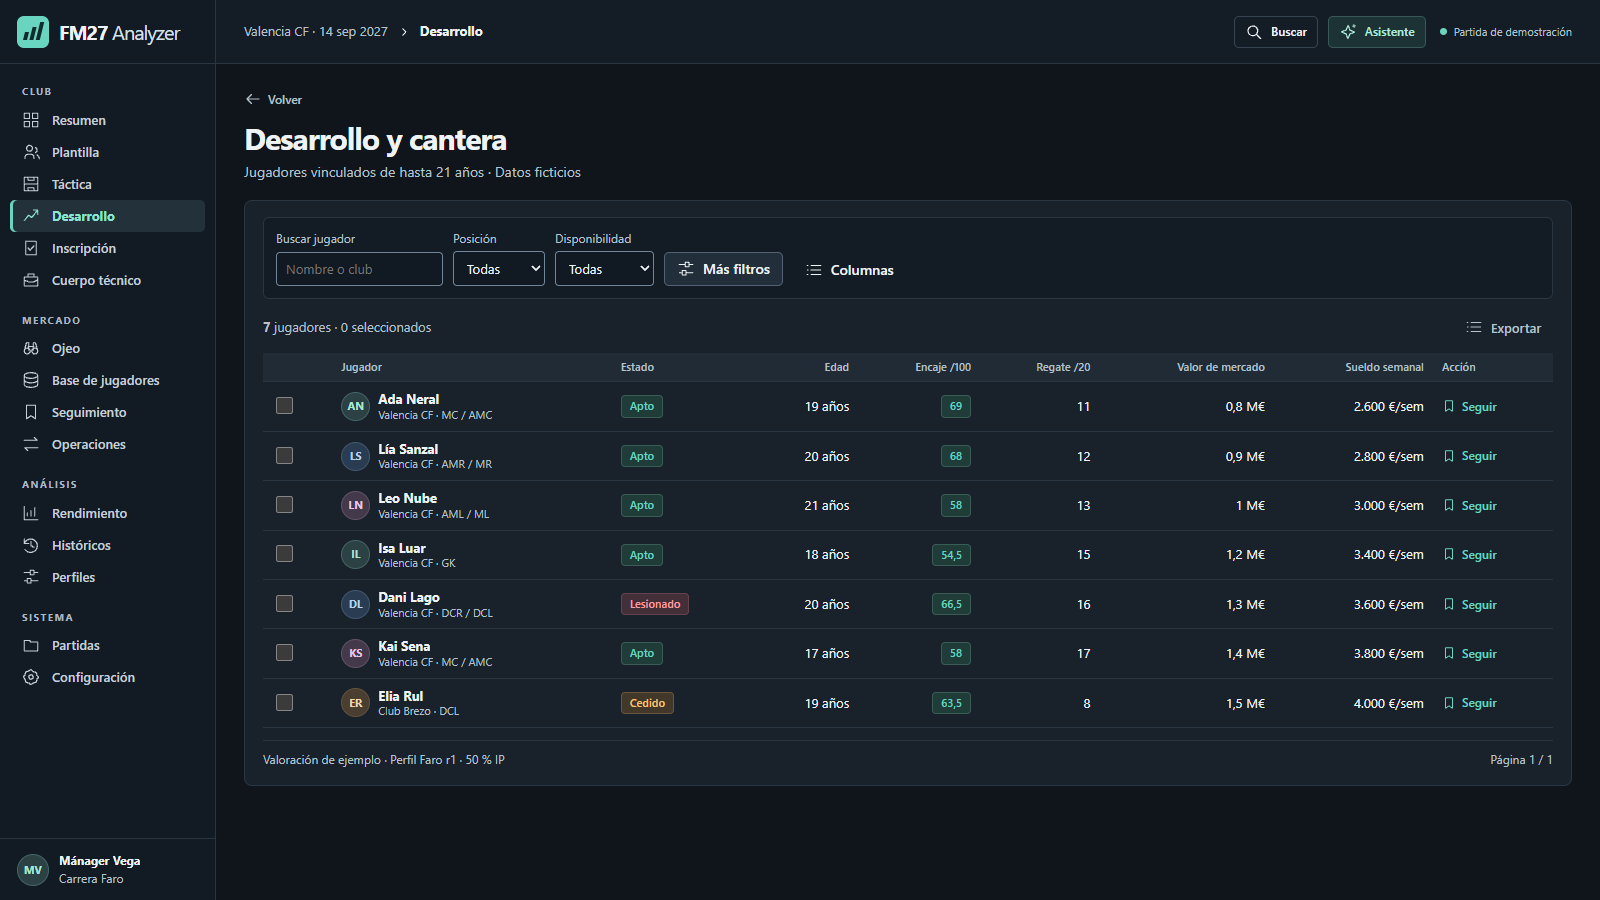 FM27 Analyzer
Valencia CF · 14 sep 2027 › Desarrollo
Buscar
Asistente
Partida de demostración
CLUB
Resumen
Plantilla
Táctica
Desarrollo
Inscripción
Cuerpo técnico
MERCADO
Ojeo
Base de jugadores
Seguimiento
Operaciones
ANÁLISIS
Rendimiento
Históricos
Perfiles
SISTEMA
Partidas
Configuración
MV
Mánager Vega
Carrera Faro
Volver
Desarrollo y cantera
Jugadores vinculados de hasta 21 años · Datos ficticios
Buscar jugador Posición Disponibilidad
Nombre o club Todas Todas Más filtros Columnas
7 jugadores · 0 seleccionados Exportar
Jugador Estado Edad Encaje /100 Regate /20 Valor de mercado Sueldo semanal Acción
AN Ada Neral Apto 19 años 69 11 0,8 M€ 2.600 €/sem Seguir
Valencia CF · MC / AMC
LS Lía Sanzal Apto 20 años 68 12 0,9 M€ 2.800 €/sem Seguir
Valencia CF · AMR / MR
LN Leo Nube Apto 21 años 58 13 1 M€ 3.000 €/sem Seguir
Valencia CF · AML / ML
IL Isa Luar Apto 18 años 54,5 15 1,2 M€ 3.400 €/sem Seguir
Valencia CF · GK
DL Dani Lago Lesionado 20 años 66,5 16 1,3 M€ 3.600 €/sem Seguir
Valencia CF · DCR / DCL
KS Kai Sena Apto 17 años 58 17 1,4 M€ 3.800 €/sem Seguir
Valencia CF · MC / AMC
ER Elia Rul Cedido 19 años 63,5 8 1,5 M€ 4.000 €/sem Seguir
Club Brezo · DCL
Valoración de ejemplo · Perfil Faro r1 · 50 % IP Página 1 / 1